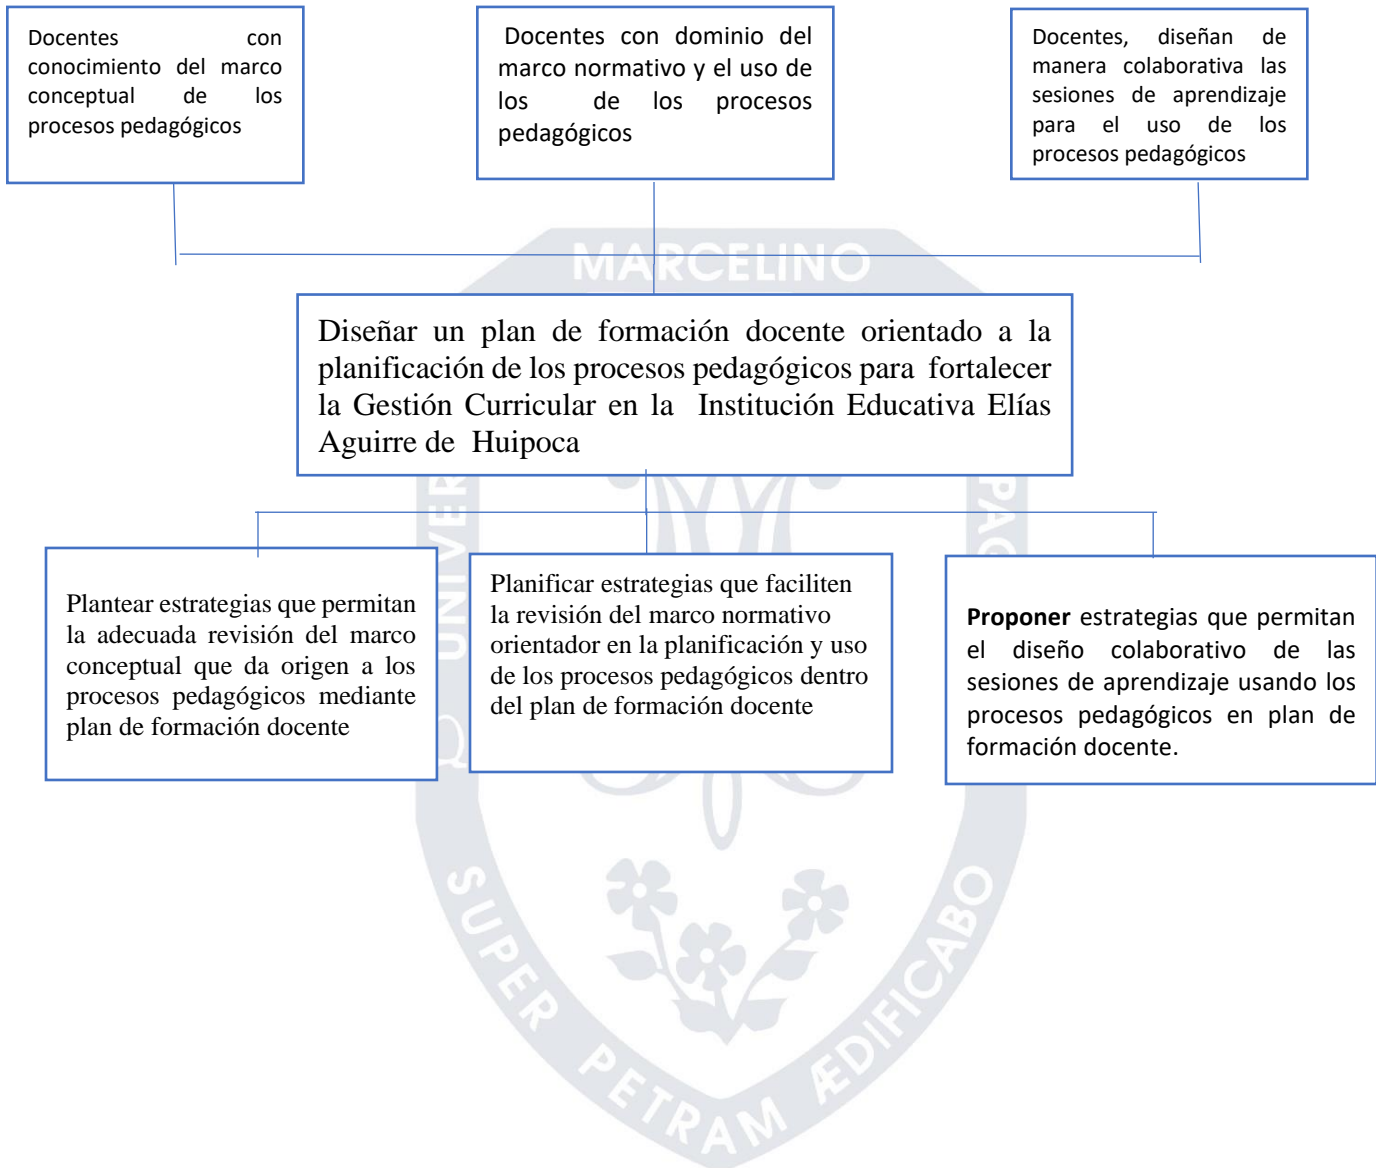 Docentes con
conocimiento del marco
conceptual de los
procesos pedagógicos
Docentes con dominio del
marco normativo y el uso de
los de los procesos
pedagógicos
Docentes, diseñan de
manera colaborativa las
sesiones de aprendizaje
para el uso de los
procesos pedagógicos
MARCELINO
Diseñar un plan de formación docente orientado a la
planificación de los procesos pedagógicos para fortalecer
la Gestión Curricular en la Institución Educativa Elías
Aguirre de Huipoca
Plantear estrategias que permitan
la adecuada revisión del marco
conceptual que da origen a los
procesos pedagógicos mediante
plan de formación docente
Planificar estrategias que faciliten
la revisión del marco normativo
orientador en la planificación y uso
de los procesos pedagógicos dentro
del plan de formación docente
Proponer estrategias que permitan
el diseño colaborativo de las
sesiones de aprendizaje usando los
procesos pedagógicos en plan de
formación docente.
SUPER PETRAM ÆDIFICABO